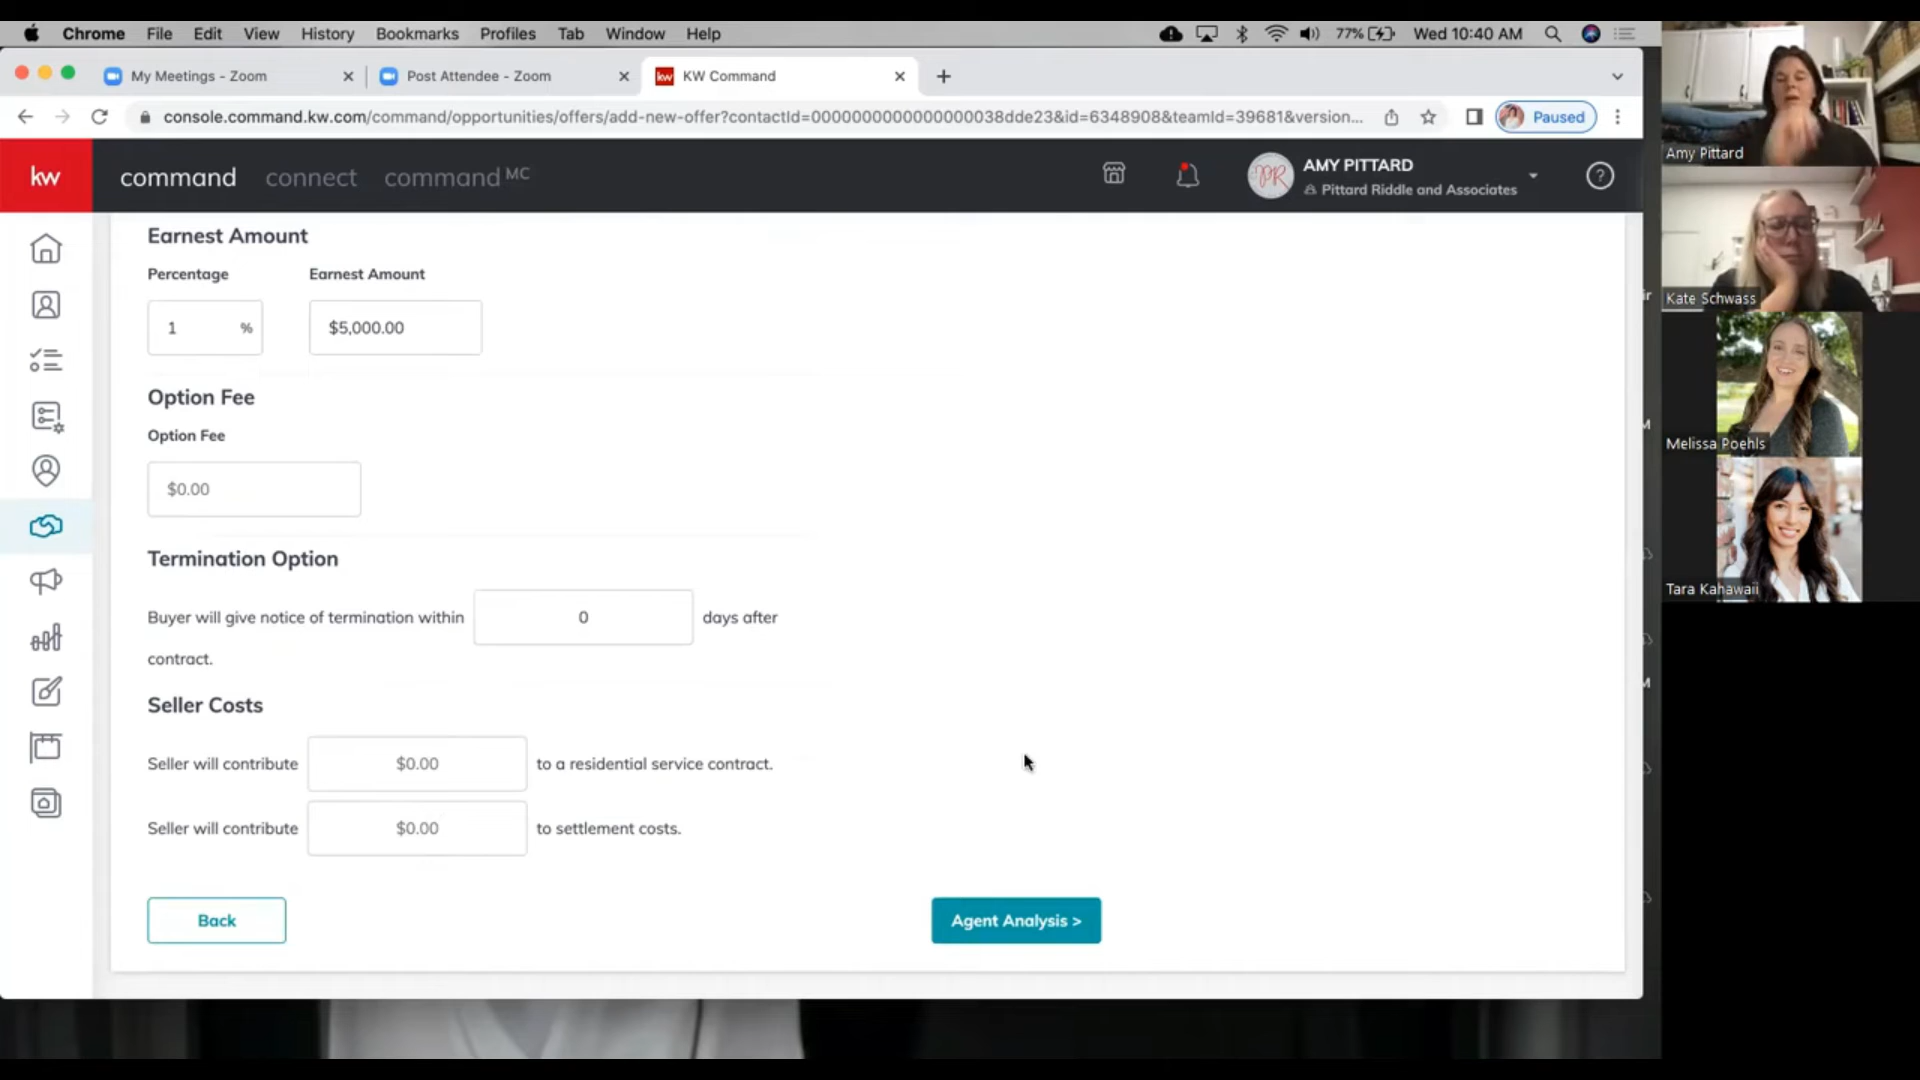 Chrome File Edit View History Bookmarks Profiles Tab Window Help 77% Wed 10:40 AM
My Meetings - Zoom Post Attendee - Zoom KW Command
console.command.kw.com/command/opportunities/offers/add-new-offer?contactId=0000000000000000038dde23&id=6348908&teamId=39681&version... Paused
kw command connect command MC
AMY PITTARD
Pittard Riddle and Associates
Earnest Amount
Percentage Earnest Amount
1 % $5,000.00
Option Fee
Option Fee
$0.00
Termination Option
Buyer will give notice of termination within 0 days after
contract.
Seller Costs
Seller will contribute $0.00 to a residential service contract.
Seller will contribute $0.00 to settlement costs.
Back Agent Analysis >
Amy Pittard
Kate Schwass
Melissa Poehls
Tara Kahawaii